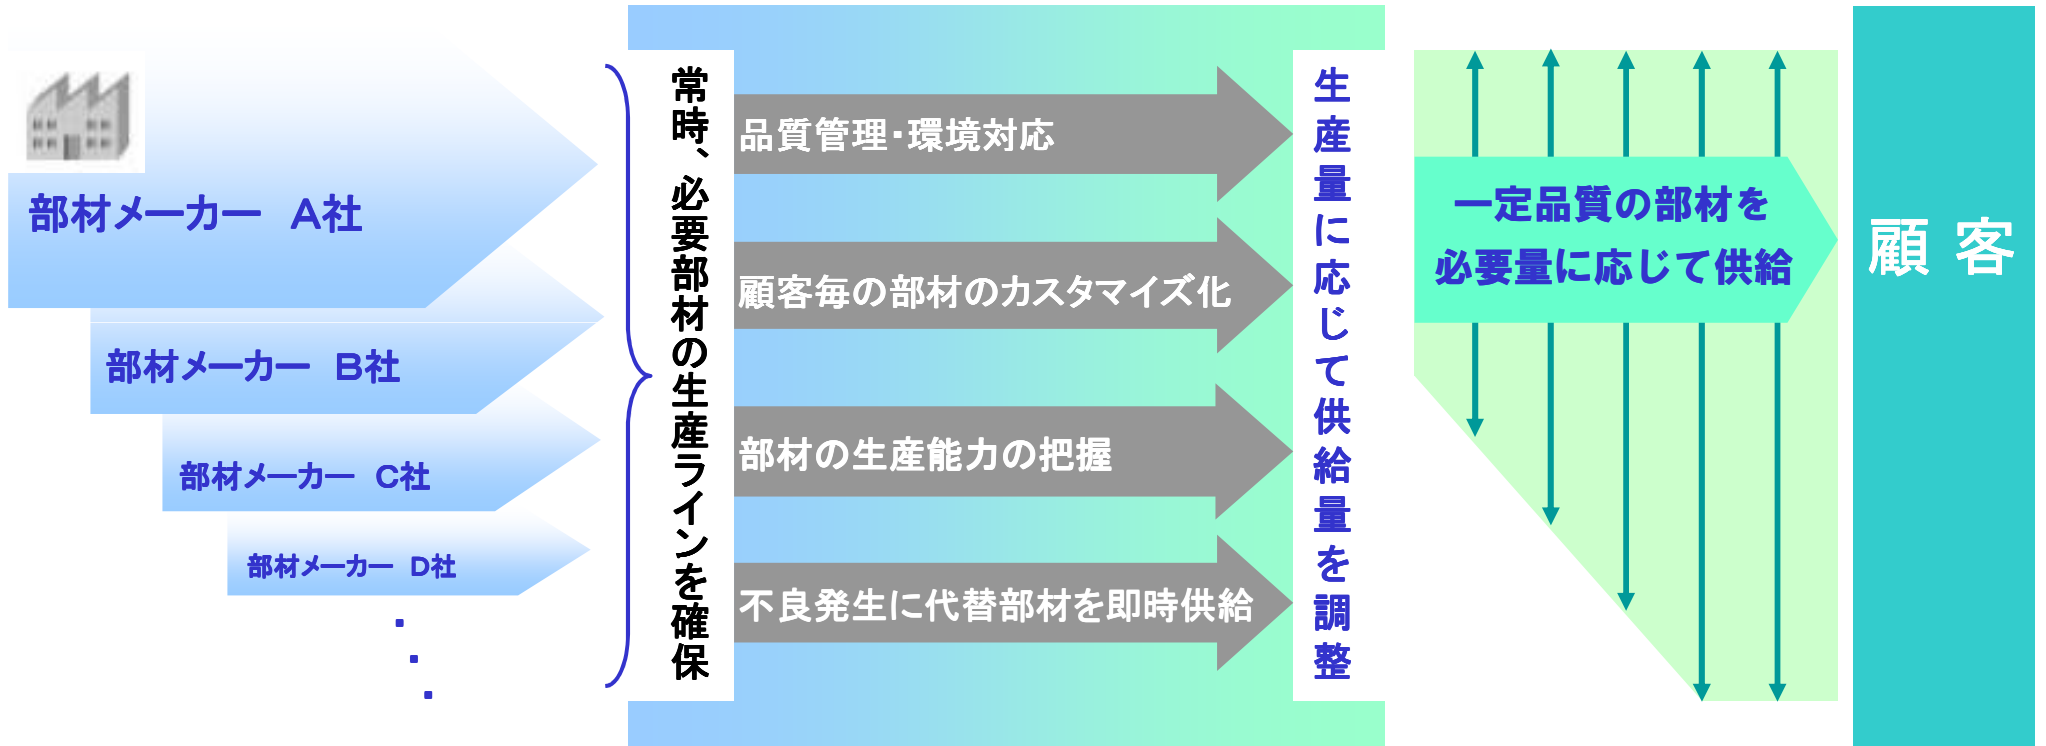 部材メーカー　A社
部材メーカー　B社
部材メーカー　C社
部材メーカー　D社
・
・
・
常時、必要部材の生産ラインを確保
品質管理・環境対応
顧客毎の部材のカスタマイズ化
部材の生産能力の把握
不良発生に代替部材を即時供給
生産量に応じて供給量を調整
一定品質の部材を
必要量に応じて供給
顧 客